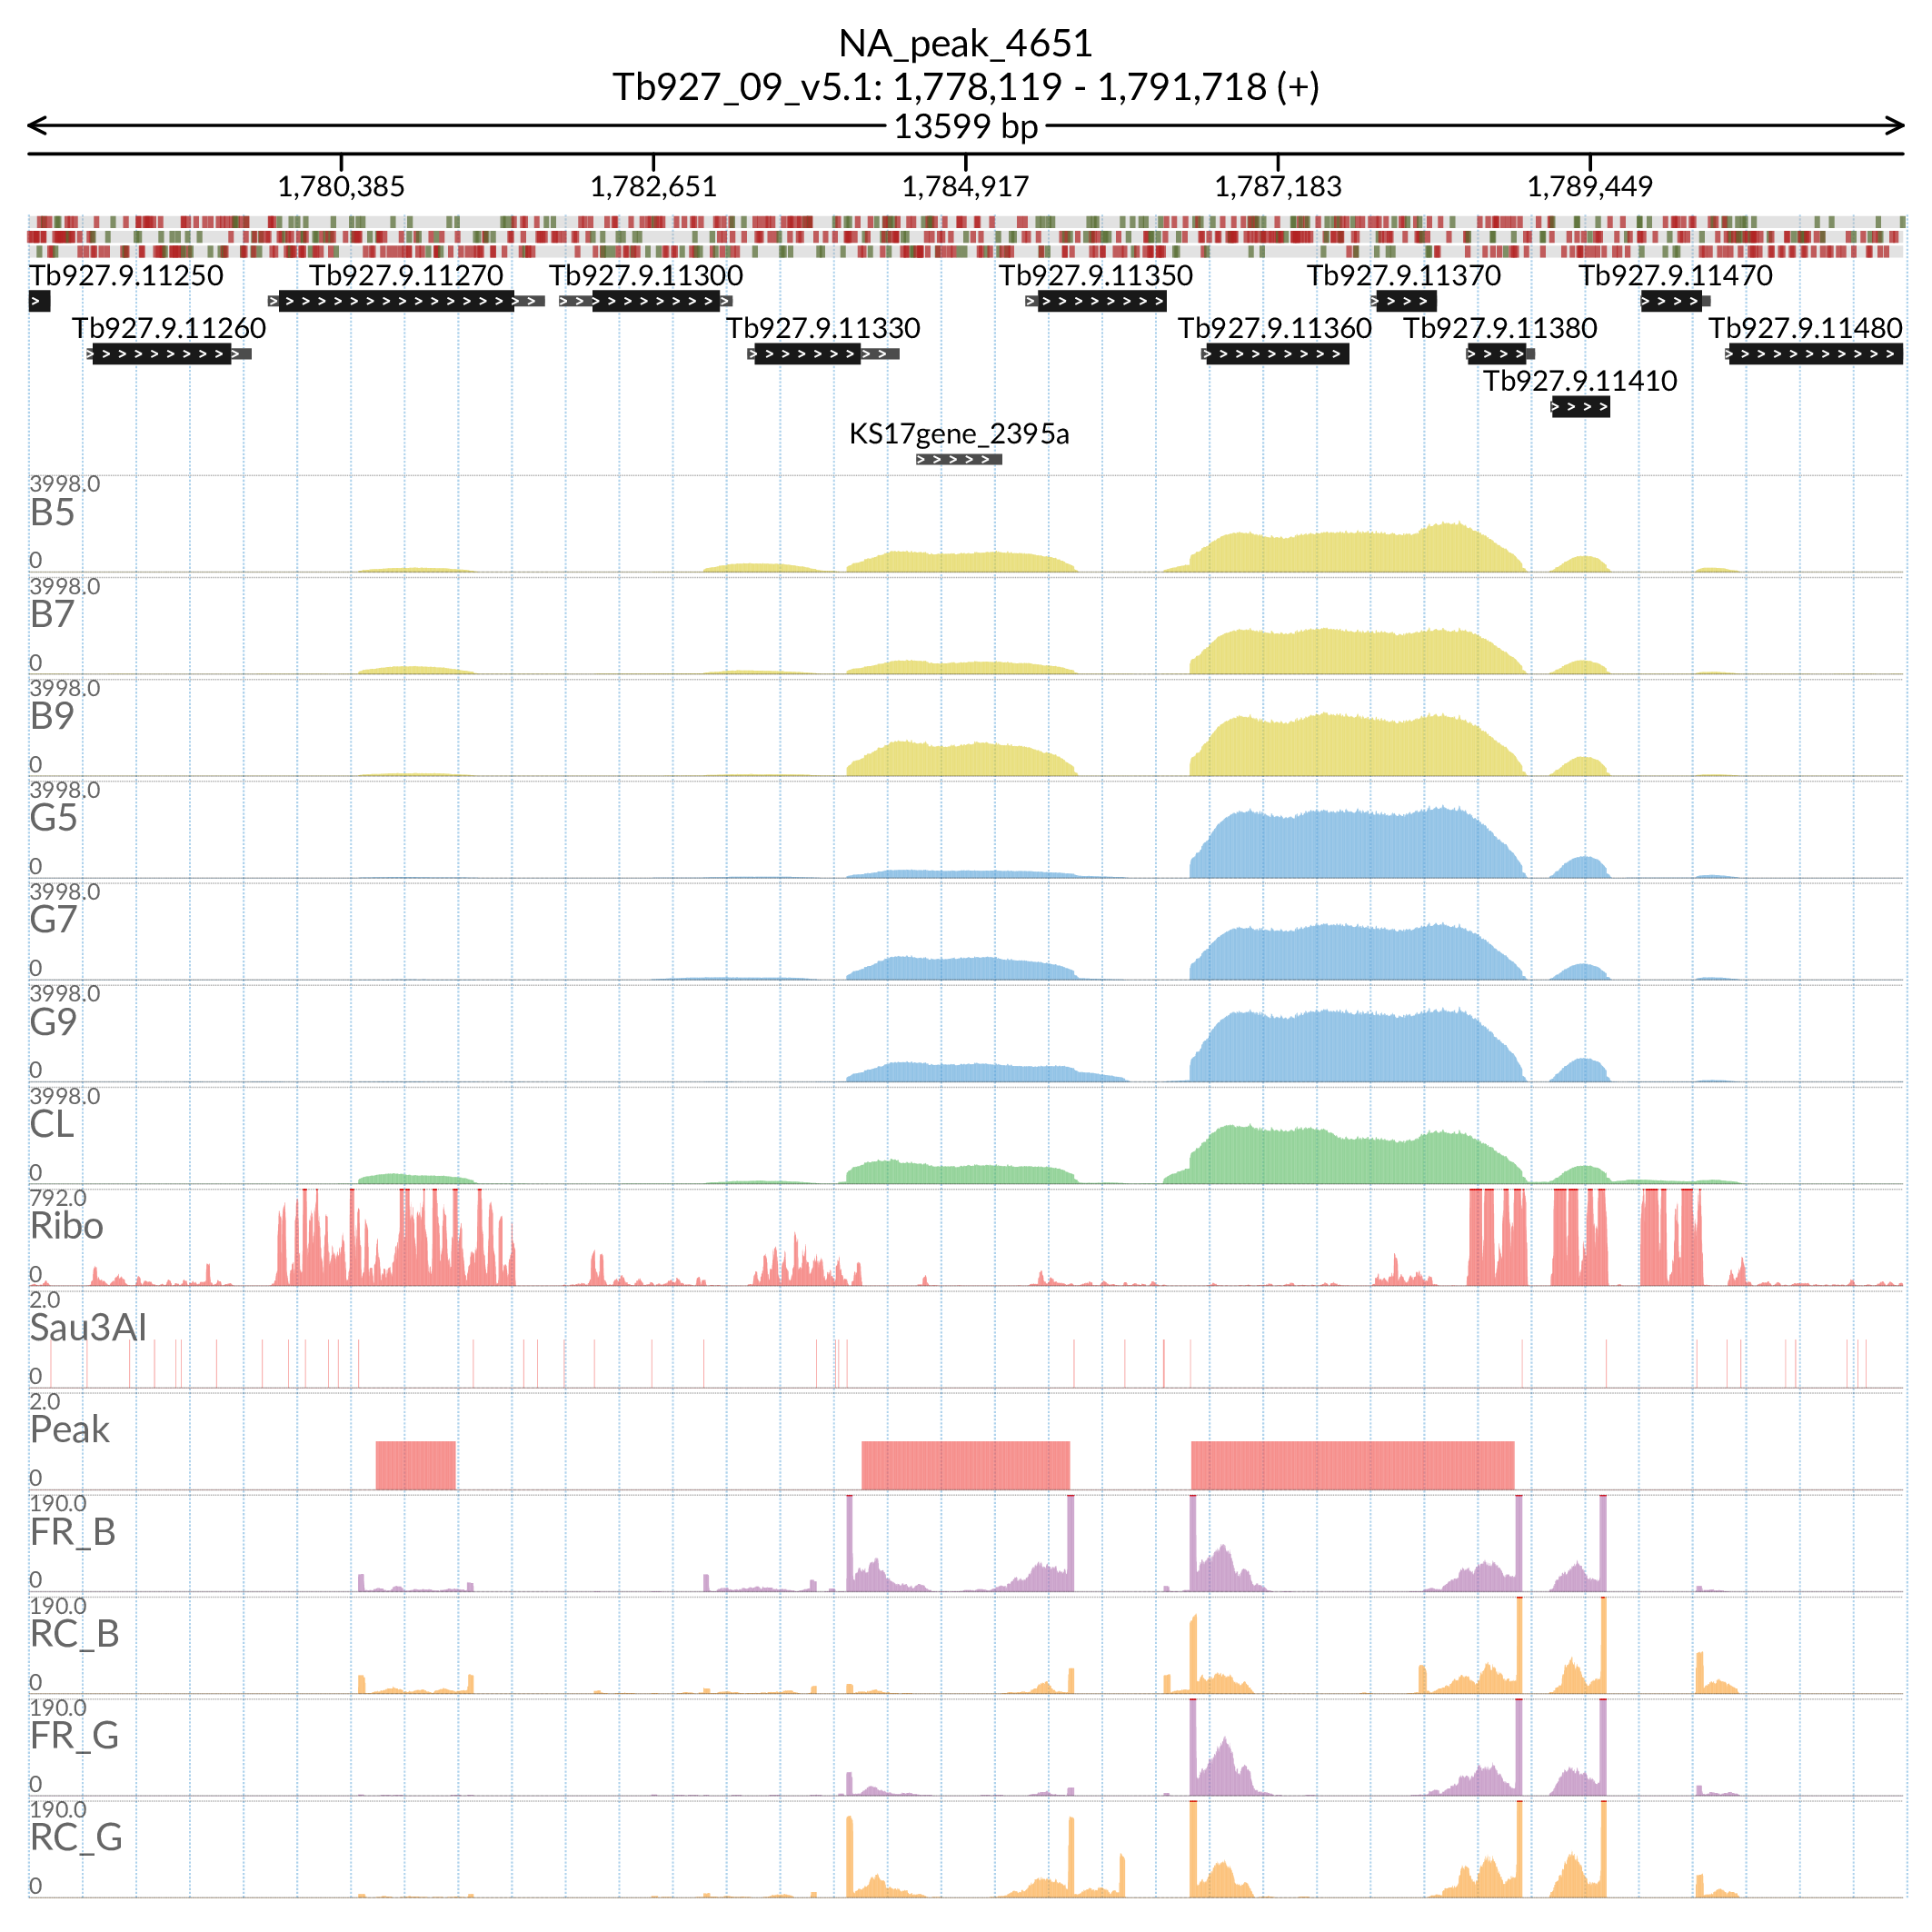 NA_peak_4651
Tb927_09_v5.1: 1,778,119 - 1,791,718 (+)
13599 bp
1,780,385 1,782,651 1,784,917 1,787,183 1,789,449
Tb927.9.11250 Tb927.9.11270 Tb927.9.11300 Tb927.9.11350 Tb927.9.11370 Tb927.9.11470
Tb927.9.11260 Tb927.9.11330 Tb927.9.11360 Tb927.9.11380 Tb927.9.11480
Tb927.9.11410
KS17gene_2395a
3998.0
B5
0
3998.0
B7
0
3998.0
B9
0
3998.0
G5
0
3998.0
G7
0
3998.0
G9
0
3998.0
CL
0
792.0
Ribo
0
2.0
Sau3AI
0
2.0
Peak
0
190.0
FR_B
0
190.0
RC_B
0
190.0
FR_G
0
190.0
RC_G
0